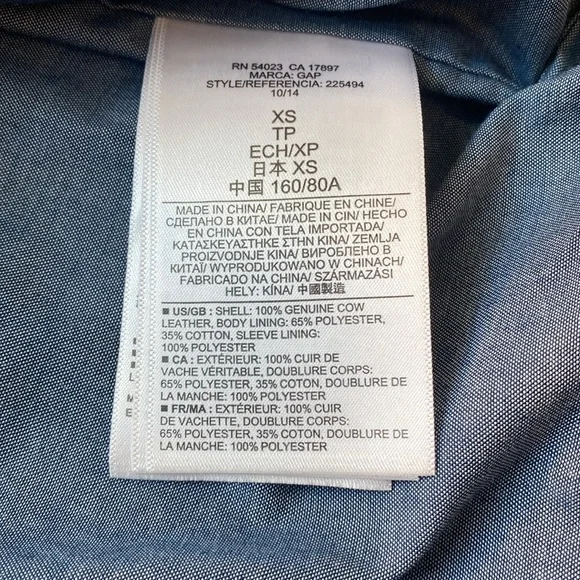 RN 54023 CA 17897
MARCA: GAP
STYLE/REFERENCIA: 225494
10/14
XS
TP
ECH/XP
日本 XS
中国 160/80A
MADE IN CHINA/ FABRIQUE EN CHINE/
СДЕЛАНО В КИТАЕ/ MADE IN CIN/ HECHO
EN CHINA CON TELA IMPORTADA/
ΚΑΤΑΣΚΕΥΑΣΤΗΚΕ ΣΤΗΝ ΚΙΝΑ/ ZEMLJA
PROIZVODNJE KINA/ ВИРОБЛЕНО В
КИТАЇ/ WYPRODUKOWANO W CHINACH/
FABRICADO NA CHINA/ SZÁRMAZÁSI
HELY: KÍNA/ 中國製造
■ US/GB : SHELL: 100% GENUINE COW
LEATHER, BODY LINING: 65% POLYESTER,
35% COTTON, SLEEVE LINING:
100% POLYESTER
■ CA : EXTÉRIEUR: 100% CUIR DE
VACHE VÉRITABLE, DOUBLURE CORPS:
65% POLYESTER, 35% COTON, DOUBLURE DE
LA MANCHE: 100% POLYESTER
■ FR/MA : EXTÉRIEUR: 100% CUIR
DE VACHETTE, DOUBLURE CORPS:
65% POLYESTER, 35% COTON, DOUBLURE DE
LA MANCHE: 100% POLYESTER